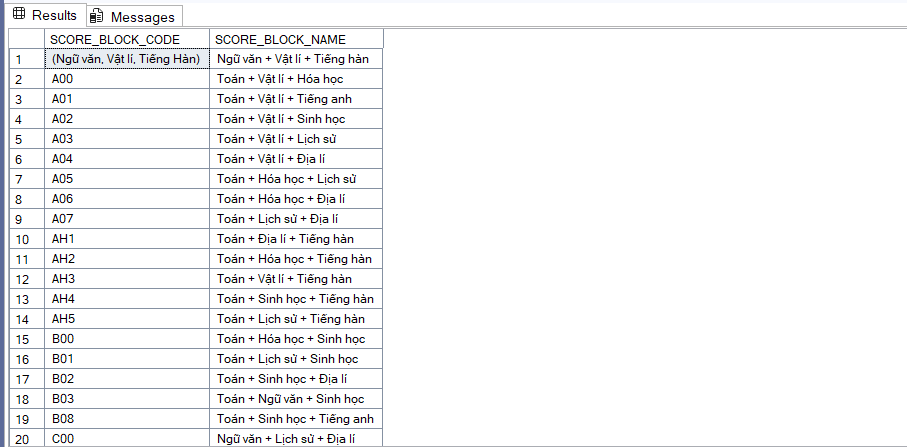 Results Messages
SCORE_BLOCK_CODE SCORE_BLOCK_NAME
1 (Ngữ văn, Vật lí, Tiếng Hàn) Ngữ văn + Vật lí + Tiếng hàn
2 A00 Toán + Vật lí + Hóa học
3 A01 Toán + Vật lí + Tiếng anh
4 A02 Toán + Vật lí + Sinh học
5 A03 Toán + Vật lí + Lịch sử
6 A04 Toán + Vật lí + Địa lí
7 A05 Toán + Hóa học + Lịch sử
8 A06 Toán + Hóa học + Địa lí
9 A07 Toán + Lịch sử + Địa lí
10 AH1 Toán + Địa lí + Tiếng hàn
11 AH2 Toán + Hóa học + Tiếng hàn
12 AH3 Toán + Vật lí + Tiếng hàn
13 AH4 Toán + Sinh học + Tiếng hàn
14 AH5 Toán + Lịch sử + Tiếng hàn
15 B00 Toán + Hóa học + Sinh học
16 B01 Toán + Lịch sử + Sinh học
17 B02 Toán + Sinh học + Địa lí
18 B03 Toán + Ngữ văn + Sinh học
19 B08 Toán + Sinh học + Tiếng anh
20 C00 Ngữ văn + Lịch sử + Địa lí